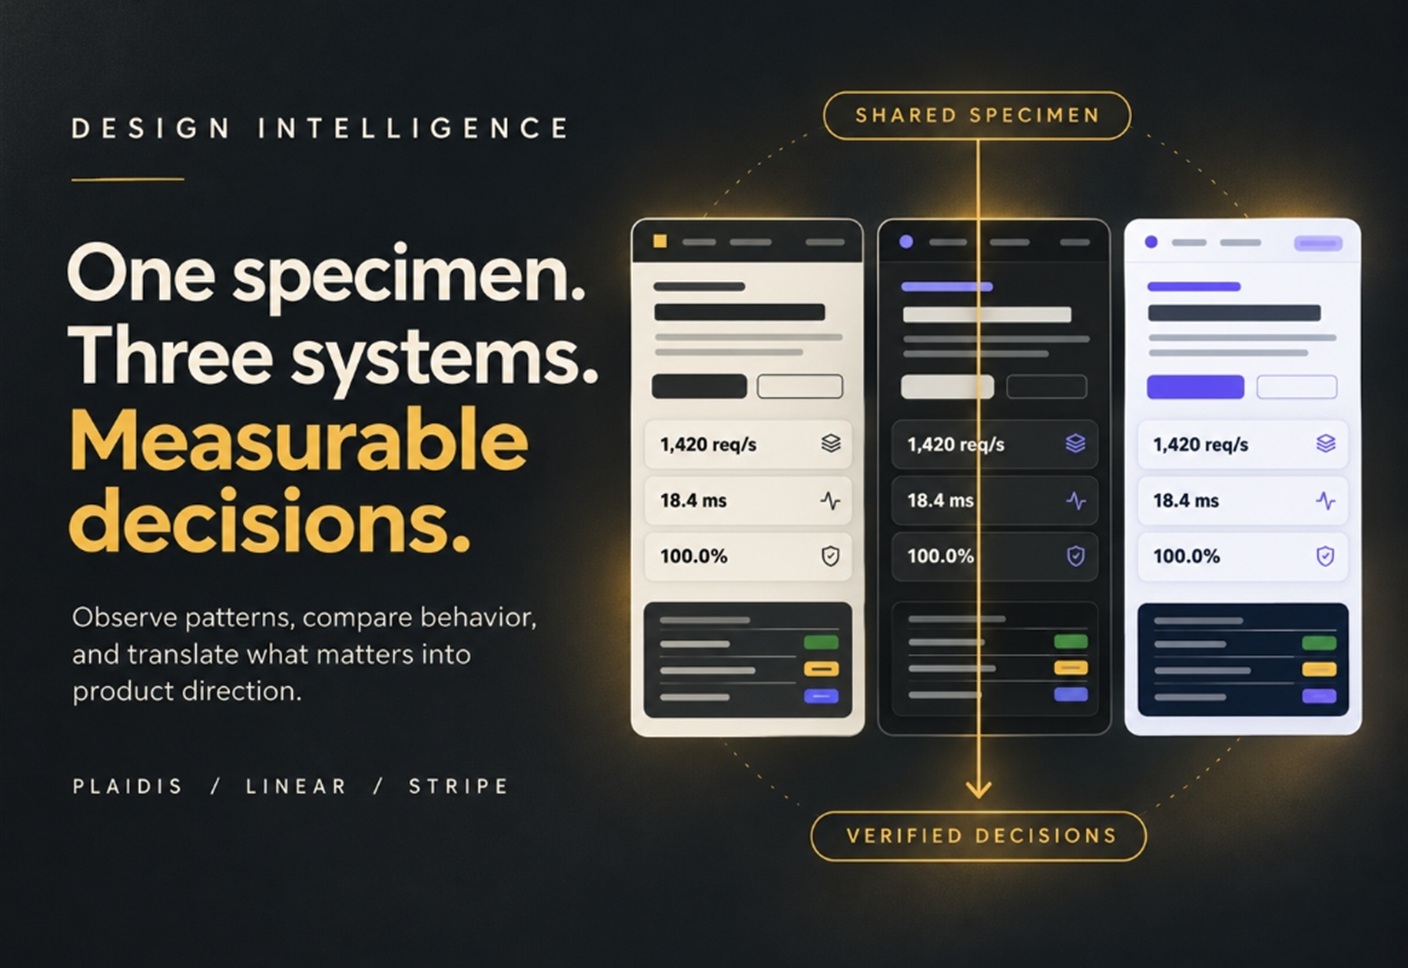 DESIGN INTELLIGENCE
One specimen.
Three systems.
Measurable
decisions.
Observe patterns, compare behavior,
and translate what matters into
product direction.
PLAIDIS / LINEAR / STRIPE
SHARED SPECIMEN
1,420 req/s
18.4 ms
100.0%
1,420 req/s
18.4 ms
100.0%
1,420 req/s
18.4 ms
100.0%
VERIFIED DECISIONS